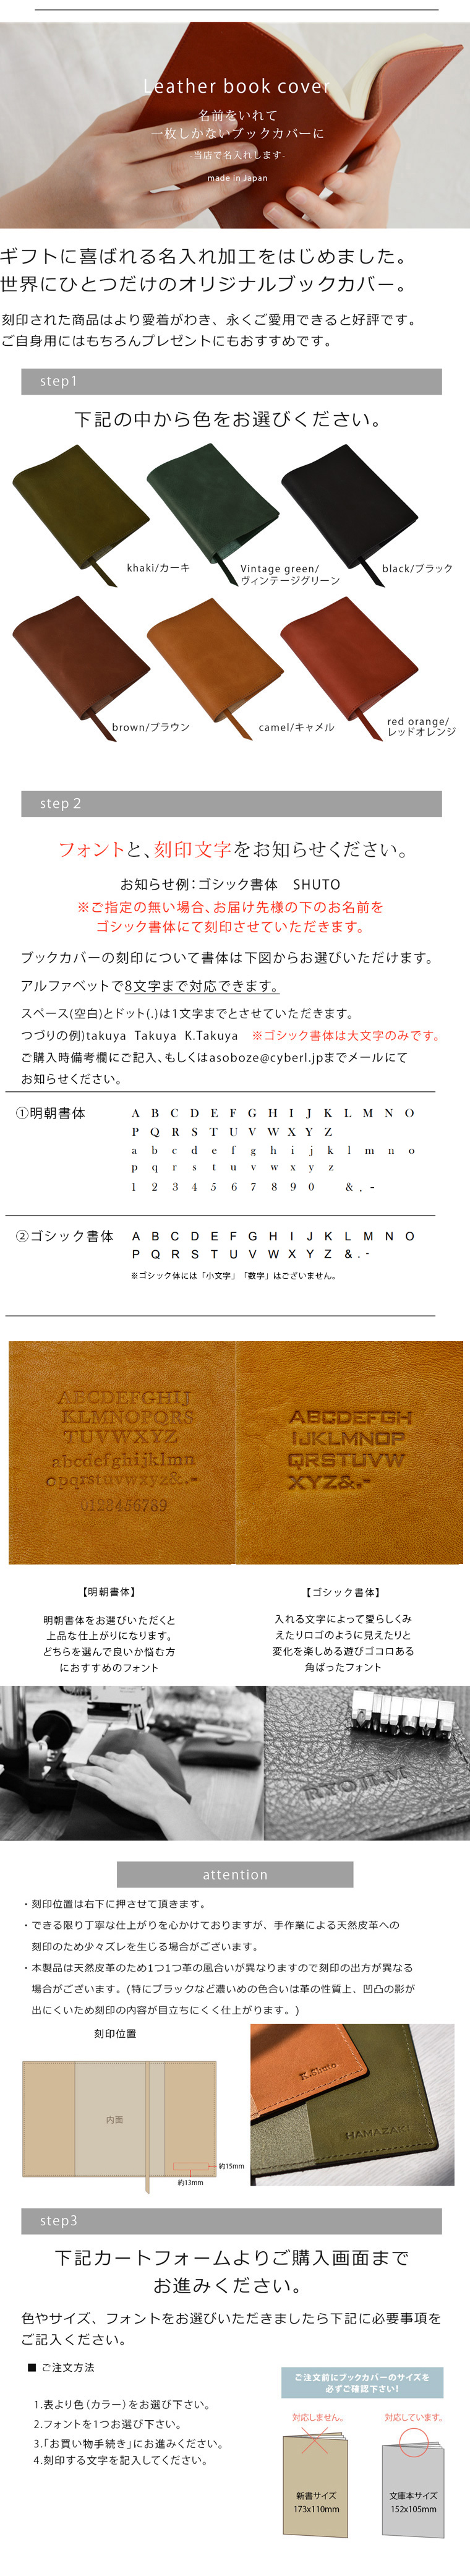 Leather book cover
名前をいれて
一枚しかないブックカバーに
-当店で名入れします-
made in Japan
ギフトに喜ばれる名入れ加工をはじめました。
世界にひとつだけのオリジナルブックカバー。
刻印された商品はより愛着がわき、永くご愛用できると好評です。
ご自身用にはもちろんプレゼントにもおすすめです。
step1
下記の中から色をお選びください。
khaki/カーキ
Vintage green/
ヴィンテージグリーン
black/ブラック
brown/ブラウン
camel/キャメル
red orange/
レッドオレンジ
step 2
フォントと、刻印文字をお知らせください。
お知らせ例：ゴシック書体 SHUTO
※ご指定の無い場合、お届け先様の下のお名前を
ゴシック書体にて刻印させていただきます。
ブックカバーの刻印について書体は下図からお選びいただけます。
アルファベットで8文字まで対応できます。
スペース(空白)とドット(.)は1文字までとさせていただきます。
つづりの例)takuya Takuya K.Takuya ※ゴシック書体は大文字のみです。
ご購入時備考欄にご記入、もしくはasoboze@cyberl.jpまでメールにて
お知らせください。
①明朝書体
A B C D E F G H I J K L M N O
P Q R S T U V W X Y Z
a b c d e f g h i j k l m n o
p q r s t u v w x y z
1 2 3 4 5 6 7 8 9 0 & . -
②ゴシック書体
A B C D E F G H I J K L M N O
P Q R S T U V W X Y Z & . -
※ゴシック体には「小文字」「数字」はございません。
ABCDEFGHIJ
KLMNOPQRS
TUVWXYZ
abcdefghijklmn
opqrstuvwxyz&.-
0123456789
ABCDEFGH
IJKLMNOP
QRSTUVW
XYZ&.-
【明朝書体】
明朝書体をお選びいただくと
上品な仕上がりになります。
どちらを選んで良いか悩む方
におすすめのフォント
【ゴシック書体】
入れる文字によって愛らしくみ
えたりロゴのように見えたりと
変化を楽しめる遊びゴコロある
角ばったフォント
RYOJI.M
attention
・刻印位置は右下に押させて頂きます。
・できる限り丁寧な仕上がりを心かけておりますが、手作業による天然皮革への
刻印のため少々ズレを生じる場合がございます。
・本製品は天然皮革のため1つ1つ革の風合いが異なりますので刻印の出方が異なる
場合がございます。(特にブラックなど濃いめの色合いは革の性質上、凹凸の影が
出にくいため刻印の内容が目立ちにくく仕上がります。)
刻印位置
内面
約15mm
約13mm
K.Shuto
HAMAZAKI
step3
下記カートフォームよりご購入画面まで
お進みください。
色やサイズ、フォントをお選びいただきましたら下記に必要事項を
ご記入ください。
■ ご注文方法
1.表より色(カラー)をお選び下さい。
2.フォントを1つお選び下さい。
3.「お買い物手続き」にお進みください。
4.刻印する文字を記入してください。
ご注文前にブックカバーのサイズを
必ずご確認下さい!
対応しません。
対応しています。
新書サイズ
173x110mm
文庫本サイズ
152x105mm